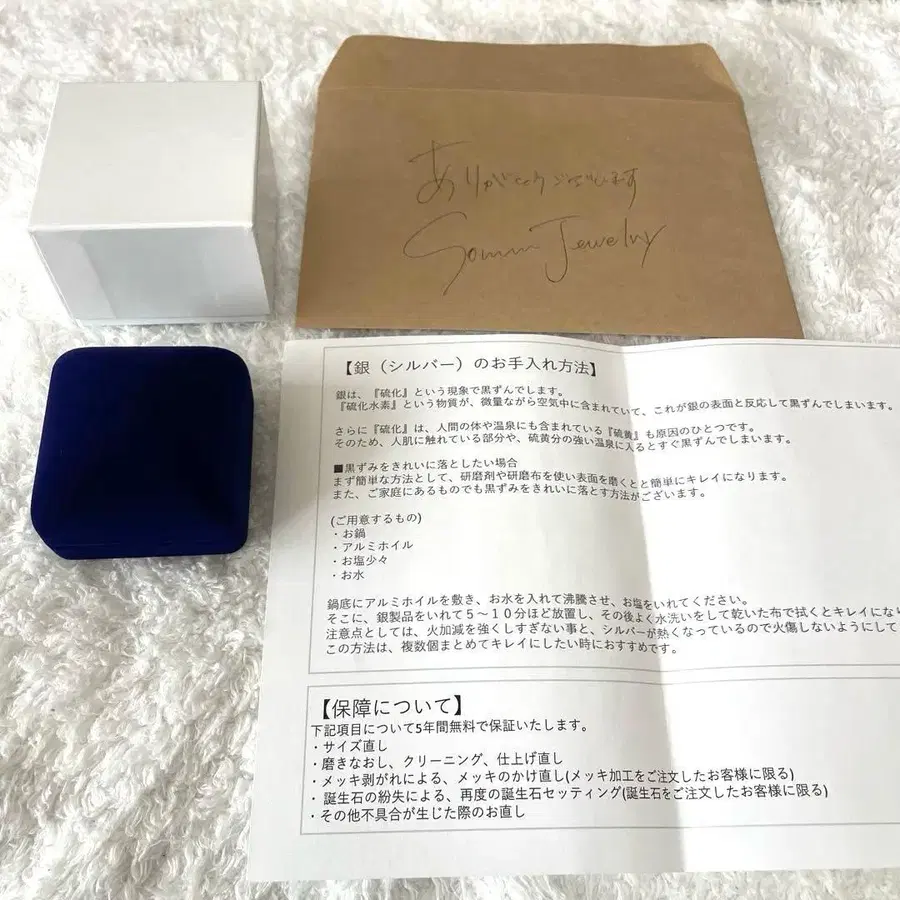 ありがとうございます
Somm Jewelry
【銀（シルバー）のお手入れ方法】
銀は、『硫化』という現象で黒ずんでします。
『硫化水素』という物質が、微量ながら空気中に含まれていて、これが銀の表面と反応して黒ずんでしまいます。
さらに『硫化』は、人間の体や温泉にも含まれている『硫黄』も原因のひとつです。
そのため、人肌に触れている部分や、硫黄分の強い温泉に入るとすぐ黒ずんでしまいます。
■黒ずみをきれいに落としたい場合
まず簡単な方法として、研磨剤や研磨布を使い表面を磨くとと簡単にキレイになります。
また、ご家庭にあるものでも黒ずみをきれいに落とす方法がございます。
(ご用意するもの)
・お鍋
・アルミホイル
・お塩少々
・お水
鍋底にアルミホイルを敷き、お水を入れて沸騰させ、お塩をいれてください。
そこに、銀製品をいれて５～１０分ほど放置し、その後よく水洗いをして乾いた布で拭くとキレイにな
注意点としては、火加減を強くしすぎない事と、シルバーが熱くなっているので火傷しないようにして
この方法は、複数個まとめてキレイにしたい時におすすめです。
【保障について】
下記項目について5年間無料で保証いたします。
・サイズ直し
・磨きなおし、クリーニング、仕上げ直し
・メッキ剥がれによる、メッキのかけ直し(メッキ加工をご注文したお客様に限る)
・誕生石の紛失による、再度の誕生石セッティング(誕生石をご注文したお客様に限る)
・その他不具合が生じた際のお直し